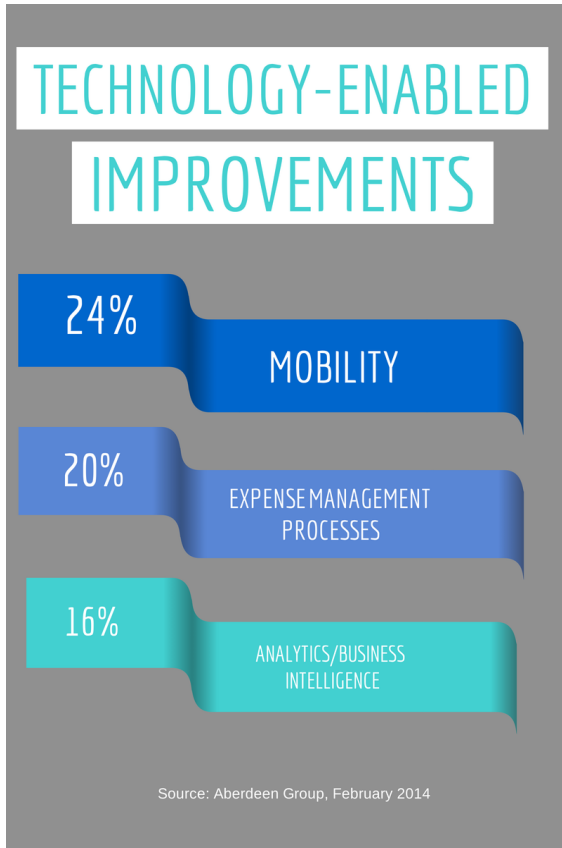 TECHNOLOGY-ENABLED
IMPROVEMENTS
24%
MOBILITY
20%
EXPENSE MANAGEMENT
PROCESSES
16%
ANALYTICS/BUSINESS
INTELLIGENCE
Source: Aberdeen Group, February 2014